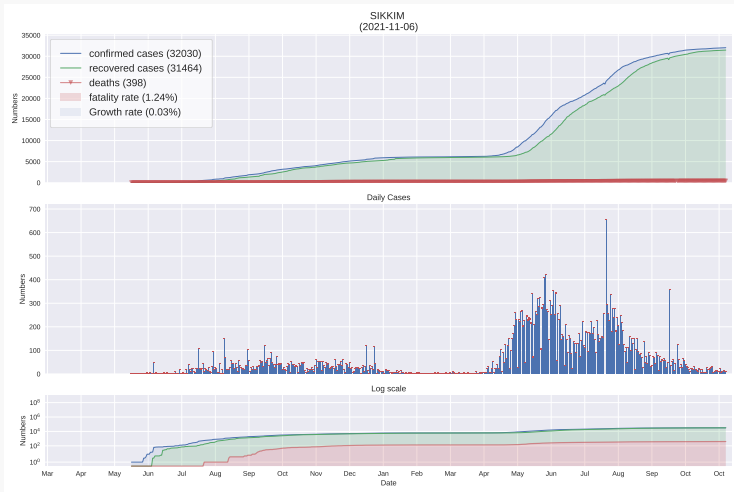 SIKKIM
(2021-11-06)
35000
30000
25000
20000
15000
10000
5000
0
Numbers
confirmed cases (32030)
recovered cases (31464)
deaths (398)
fatality rate (1.24%)
Growth rate (0.03%)
Daily Cases
700
600
500
400
300
200
100
0
Numbers
Log scale
10⁸
10⁶
10⁴
10²
10⁰
Numbers
Mar Apr May Jun Jul Aug Sep Oct Nov Dec Jan Feb Mar Apr May Jun Jul Aug Sep Oct Oct
Date